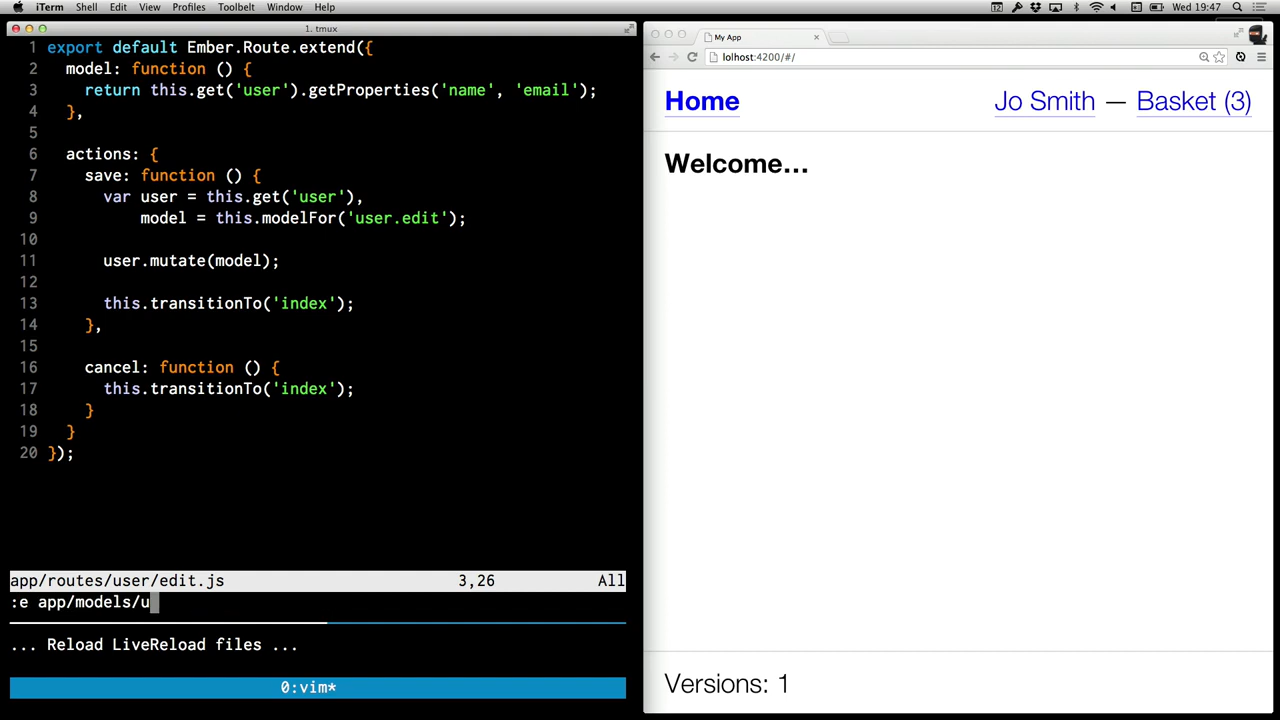 iTerm Shell Edit View Profiles Toolbelt Window Help
Wed 19:47
1. tmux
1 export default Ember.Route.extend({
2 model: function () {
3 return this.get('user').getProperties('name', 'email');
4 },
5
6 actions: {
7 save: function () {
8 var user = this.get('user'),
9 model = this.modelFor('user.edit');
10
11 user.mutate(model);
12
13 this.transitionTo('index');
14 },
15
16 cancel: function () {
17 this.transitionTo('index');
18 }
19 }
20 });
app/routes/user/edit.js 3,26 All
:e app/models/u
... Reload LiveReload files ...
0:vim*
My App
lolhost:4200/#/
Home Jo Smith — Basket (3)
Welcome...
Versions: 1